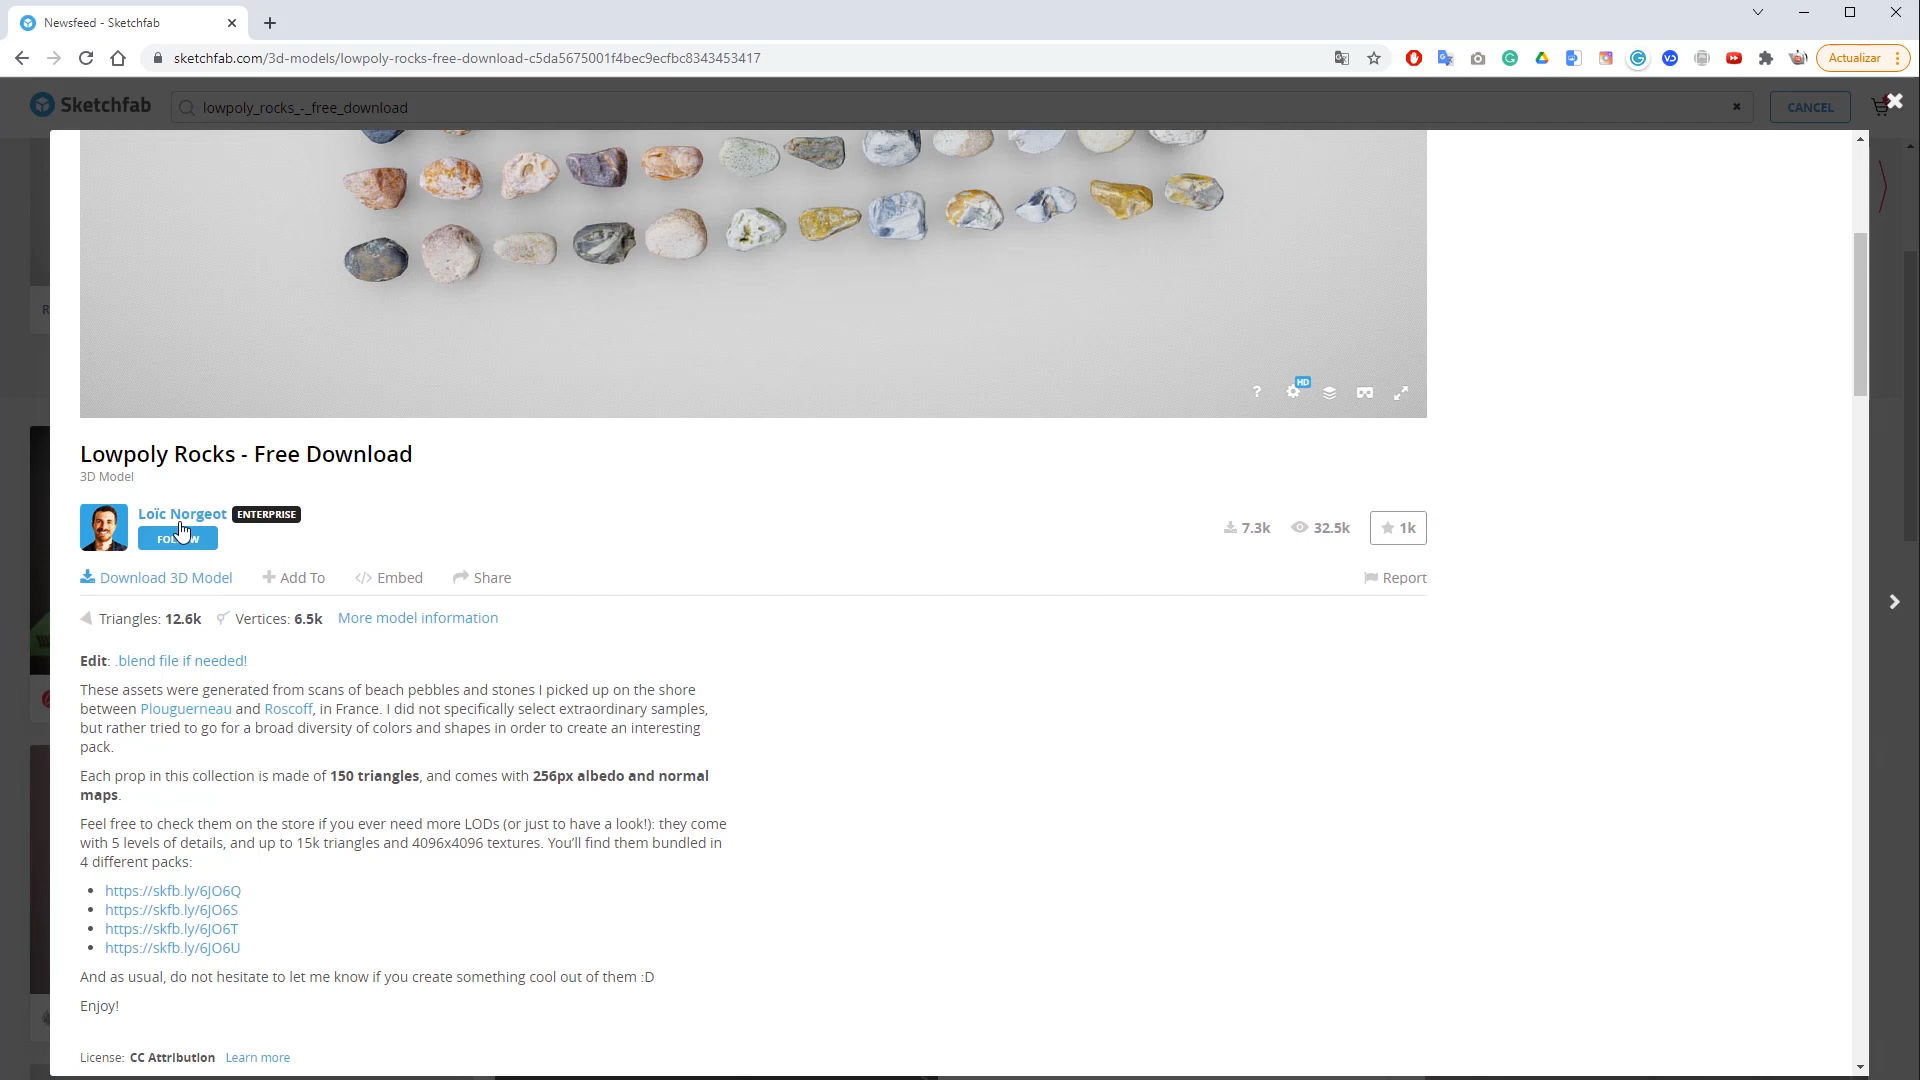 Newsfeed - Sketchfab
sketchfab.com/3d-models/lowpoly-rocks-free-download-c5da5675001f4bec9ecfbc8343453417
Actualizar
Sketchfab
lowpoly_rocks_-_free_download
CANCEL
HD
Lowpoly Rocks - Free Download
3D Model
Loïc Norgeot ENTERPRISE
7.3k 32.5k 1k
Download 3D Model Add To Embed Share Report
Triangles: 12.6k Vertices: 6.5k More model information
Edit: .blend file if needed!
These assets were generated from scans of beach pebbles and stones I picked up on the shore
between Plouguerneau and Roscoff, in France. I did not specifically select extraordinary samples,
but rather tried to go for a broad diversity of colors and shapes in order to create an interesting
pack.
Each prop in this collection is made of 150 triangles, and comes with 256px albedo and normal
maps.
Feel free to check them on the store if you ever need more LODs (or just to have a look!): they come
with 5 levels of details, and up to 15k triangles and 4096x4096 textures. You'll find them bundled in
4 different packs:
https://skfb.ly/6JO6Q
https://skfb.ly/6JO6S
https://skfb.ly/6JO6T
https://skfb.ly/6JO6U
And as usual, do not hesitate to let me know if you create something cool out of them :D
Enjoy!
License: CC Attribution Learn more